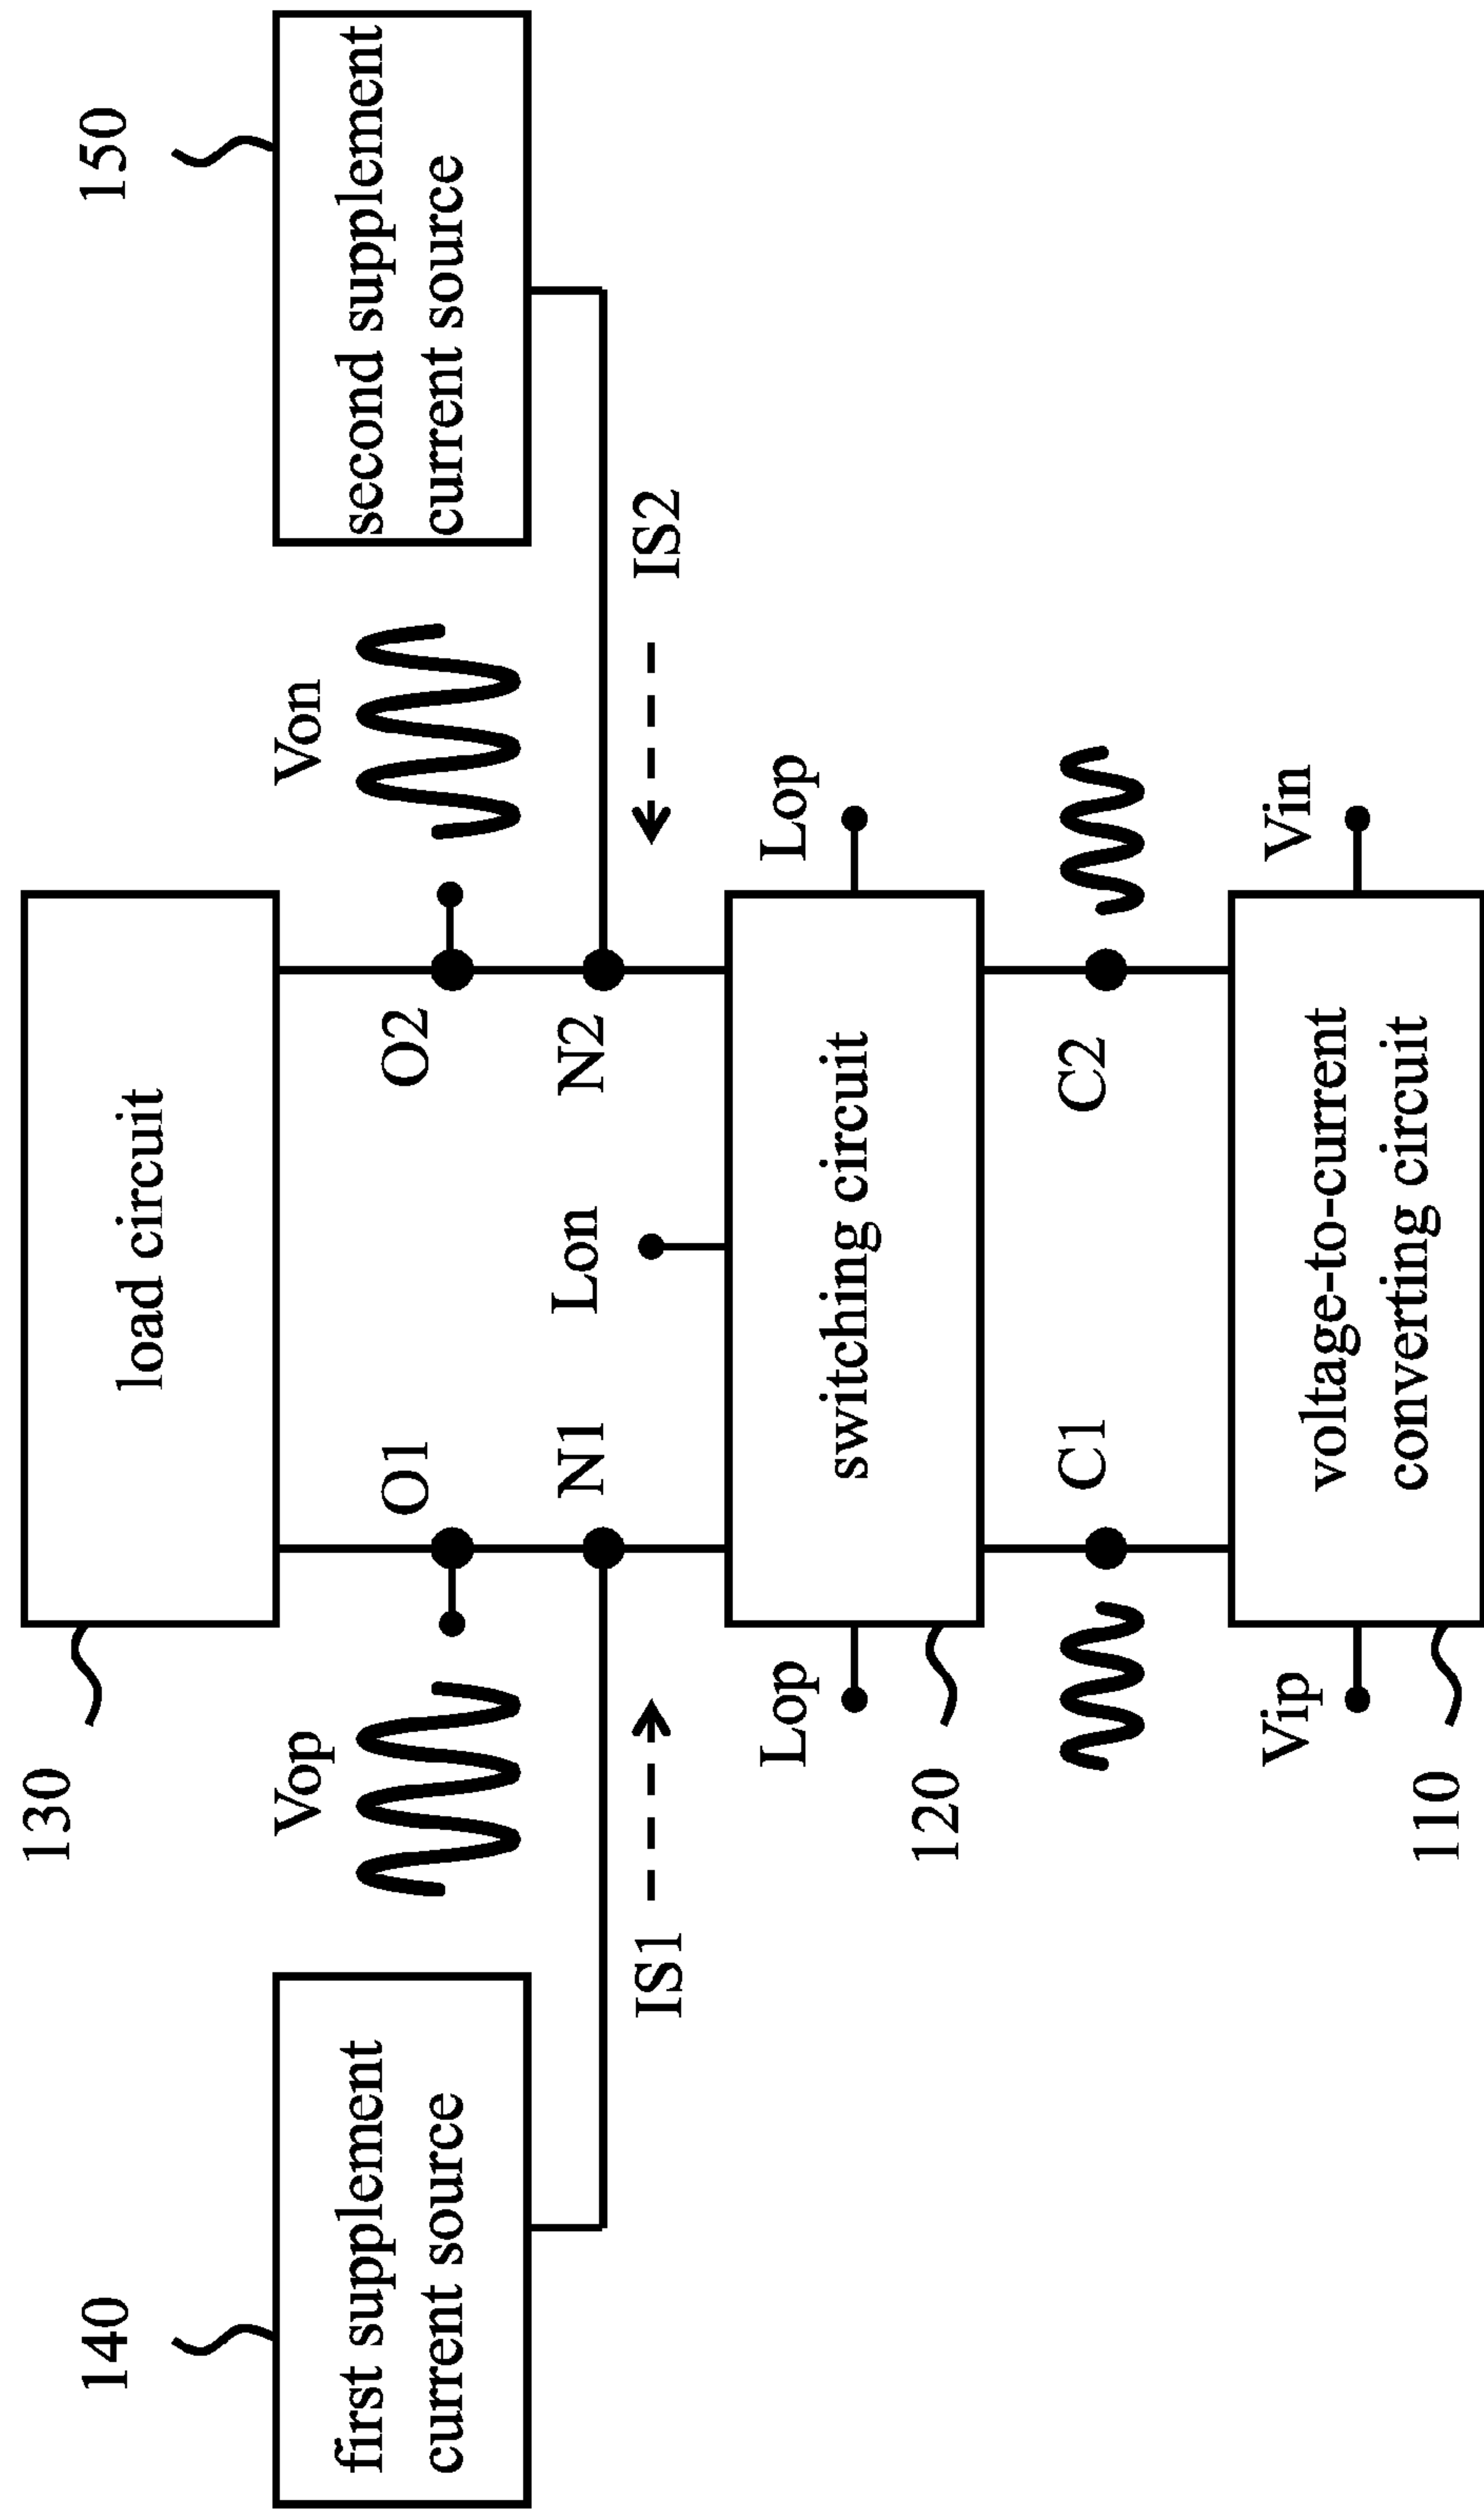 130
load circuit
140
150
first supplement
current source
second supplement
current source
Vop
Von
O1
O2
N1
N2
Lon
IS1
IS2
Lop
Lop
120
switching circuit
C1
C2
Vip
Vin
110
voltage-to-current
converting circuit